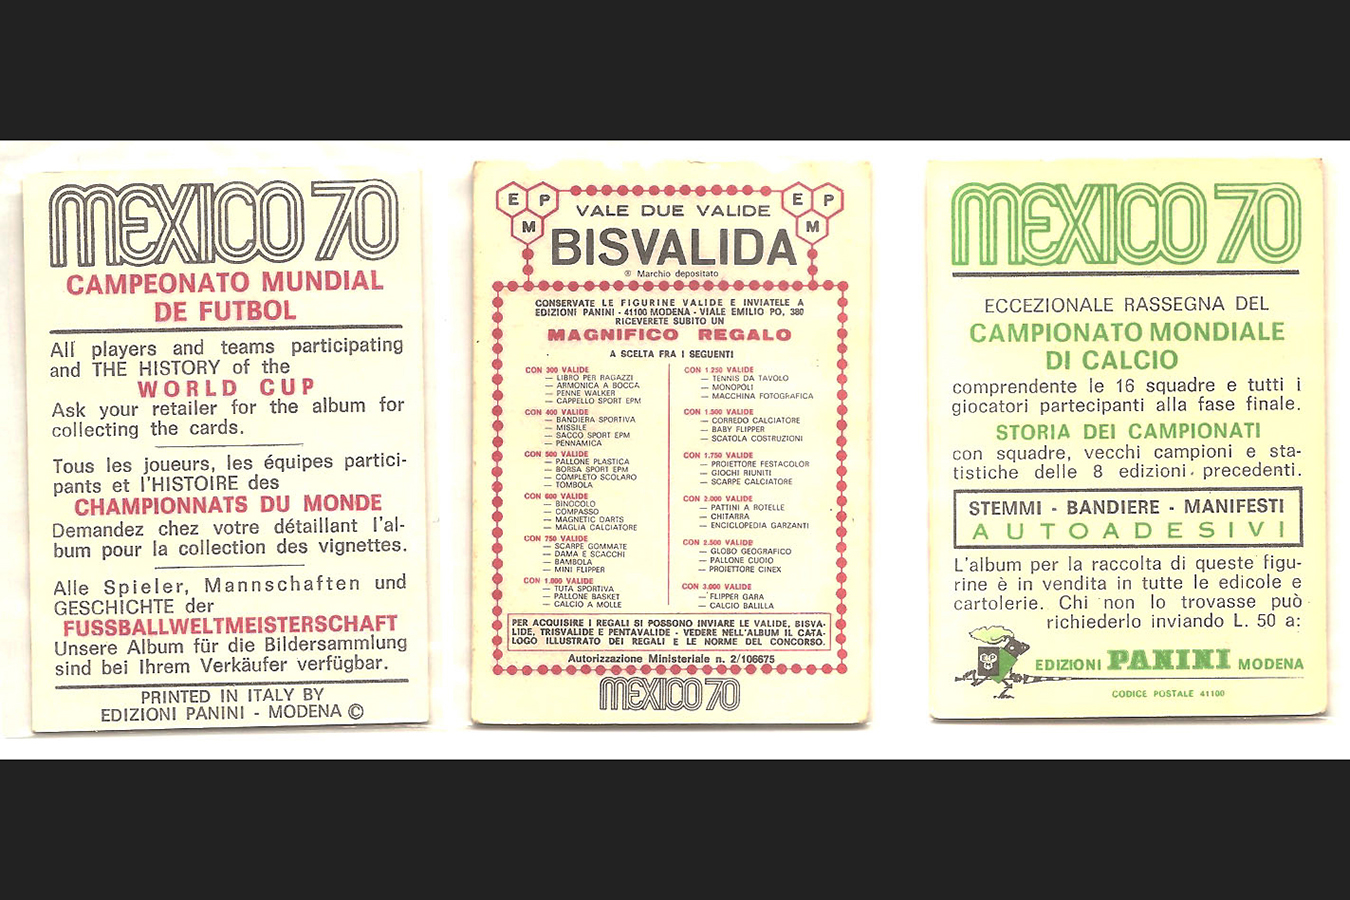 MEXICO 70
CAMPEONATO MUNDIAL
DE FUTBOL
All players and teams participating
and THE HISTORY of the
WORLD CUP
Ask your retailer for the album for
collecting the cards.
Tous les joueurs, les équipes partici-
pants et l'HISTOIRE des
CHAMPIONNATS DU MONDE
Demandez chez votre détaillant l'al-
bum pour la collection des vignettes.
Alle Spieler, Mannschaften und
GESCHICHTE der
FUSSBALLWELTMEISTERSCHAFT
Unsere Album für die Bildersammlung
sind bei Ihrem Verkäufer verfügbar.
PRINTED IN ITALY BY
EDIZIONI PANINI - MODENA ©
E P M
E P M
VALE DUE VALIDE
BISVALIDA
® Marchio depositato
CONSERVATE LE FIGURINE VALIDE E INVIATELE A
EDIZIONI PANINI - 41100 MODENA - VIALE EMILIO PO, 380
RICEVERETE SUBITO UN
MAGNIFICO REGALO
A SCELTA FRA I SEGUENTI
CON 300 VALIDE
— LIBRO PER RAGAZZI
— ARMONICA A BOCCA
— PENNE WALKER
— CAPPELLO SPORT EPM
CON 400 VALIDE
— BANDIERA SPORTIVA
— MISSILE
— SACCO SPORT EPM
— PENNAMICA
CON 500 VALIDE
— PALLONE PLASTICA
— BORSA SPORT EPM
— COMPLETO SCOLARO
— TOMBOLA
CON 600 VALIDE
— BINOCOLO
— COMPASSO
— MAGNETIC DARTS
— MAGLIA CALCIATORE
CON 750 VALIDE
— SCARPE GOMMATE
— DAMA E SCACCHI
— BAMBOLA
— MINI FLIPPER
CON 1.000 VALIDE
— TUTA SPORTIVA
— PALLONE BASKET
— CALCIO A MOLLE
CON 1.250 VALIDE
— TENNIS DA TAVOLO
— MONOPOLI
— MACCHINA FOTOGRAFICA
CON 1.500 VALIDE
— CORREDO CALCIATORE
— BABY FLIPPER
— SCATOLA COSTRUZIONI
CON 1.750 VALIDE
— PROIETTORE FESTACOLOR
— GIOCHI RIUNITI
— SCARPE CALCIATORE
CON 2.000 VALIDE
— PATTINI A ROTELLE
— CHITARRA
— ENCICLOPEDIA GARZANTI
CON 2.500 VALIDE
— GLOBO GEOGRAFICO
— PALLONE CUOIO
— PROIETTORE CINEX
CON 3.000 VALIDE
— FLIPPER GARA
— CALCIO BALILLA
PER ACQUISIRE I REGALI SI POSSONO INVIARE LE VALIDE, BISVA-
LIDE, TRISVALIDE E PENTAVALIDE - VEDERE NELL'ALBUM IL CATA-
LOGO ILLUSTRATO DEI REGALI E LE NORME DEL CONCORSO.
Autorizzazione Ministeriale n. 2/106675
MEXICO 70
MEXICO 70
ECCEZIONALE RASSEGNA DEL
CAMPIONATO MONDIALE
DI CALCIO
comprendente le 16 squadre e tutti i
giocatori partecipanti alla fase finale.
STORIA DEI CAMPIONATI
con squadre, vecchi campioni e sta-
tistiche delle 8 edizioni precedenti.
STEMMI - BANDIERE - MANIFESTI
AUTOADESIVI
L'album per la raccolta di queste figu-
rine è in vendita in tutte le edicole e
cartolerie. Chi non lo trovasse può
richiederlo inviando L. 50 a:
EDIZIONI PANINI MODENA
CODICE POSTALE 41100